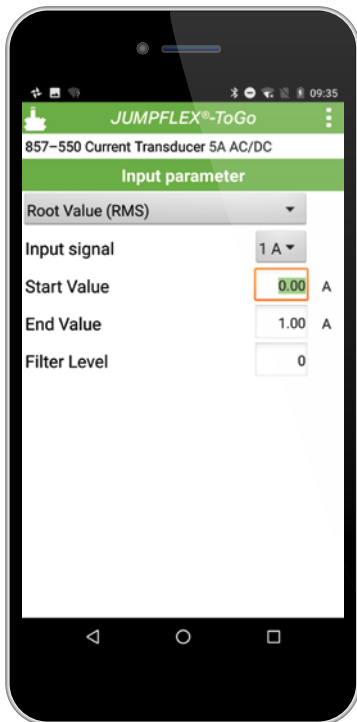 09:35
JUMPFLEX®-ToGo
857-550 Current Transducer 5A AC/DC
Input parameter
Root Value (RMS)
Input signal 1 A
Start Value 0.00 A
End Value 1.00 A
Filter Level 0